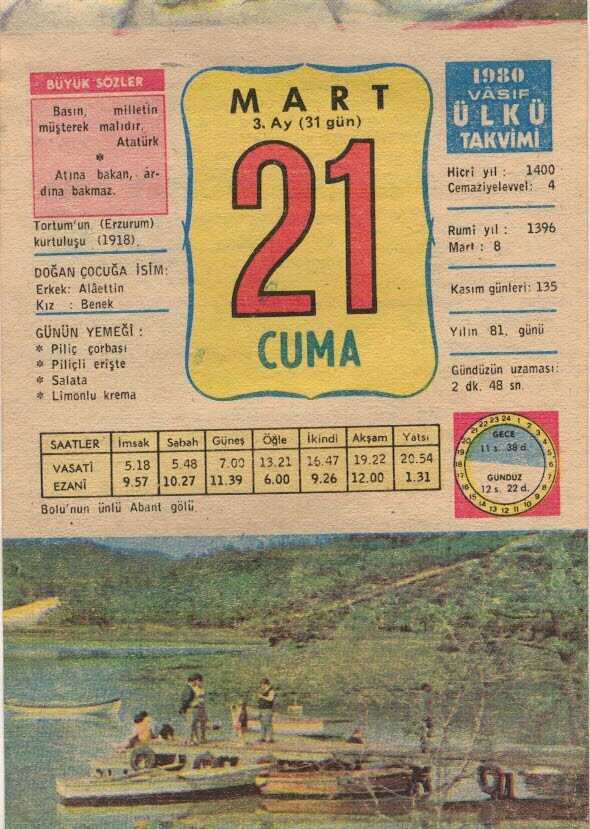 BÜYÜK SÖZLER
Basın, milletin
müşterek malıdır.
Atatürk
*
Atına bakan, ar-
dına bakmaz.
Tortum'un (Erzurum)
kurtuluşu (1918)
DOĞAN ÇOCUĞA İSİM:
Erkek: Alâettin
Kız : Benek
GÜNÜN YEMEĞİ :
* Piliç çorbası
* Piliçli erişte
* Salata
* Limonlu krema
MART
3. Ay (31 gün)
21
CUMA
1980
VÂSIF
ÜLKÜ
TAKVİMİ
Hicrî yıl : 1400
Cemaziyelevvel: 4
Rumî yıl : 1396
Mart : 8
Kasım günleri: 135
Yılın 81. günü
Gündüzün uzaması:
2 dk. 48 sn.
SAATLER İmsak Sabah Güneş Öğle İkindi Akşam Yatsı
VASATİ 5.18 5.48 7.00 13.21 16.47 19.22 20.54
EZANİ 9.57 10.27 11.39 6.00 9.26 12.00 1.31
GECE
11 s. 38 d.
GÜNDÜZ
12 s. 22 d.
Bolu'nun ünlü Abant gölü